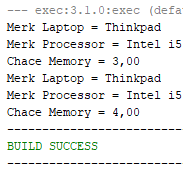 --- exec:3.1.0:exec (defa
Merk Laptop = Thinkpad
Merk Processor = Intel i5
Chace Memory = 3,00
Merk Laptop = Thinkpad
Merk Processor = Intel i5
Chace Memory = 4,00
------------------------
BUILD SUCCESS
------------------------